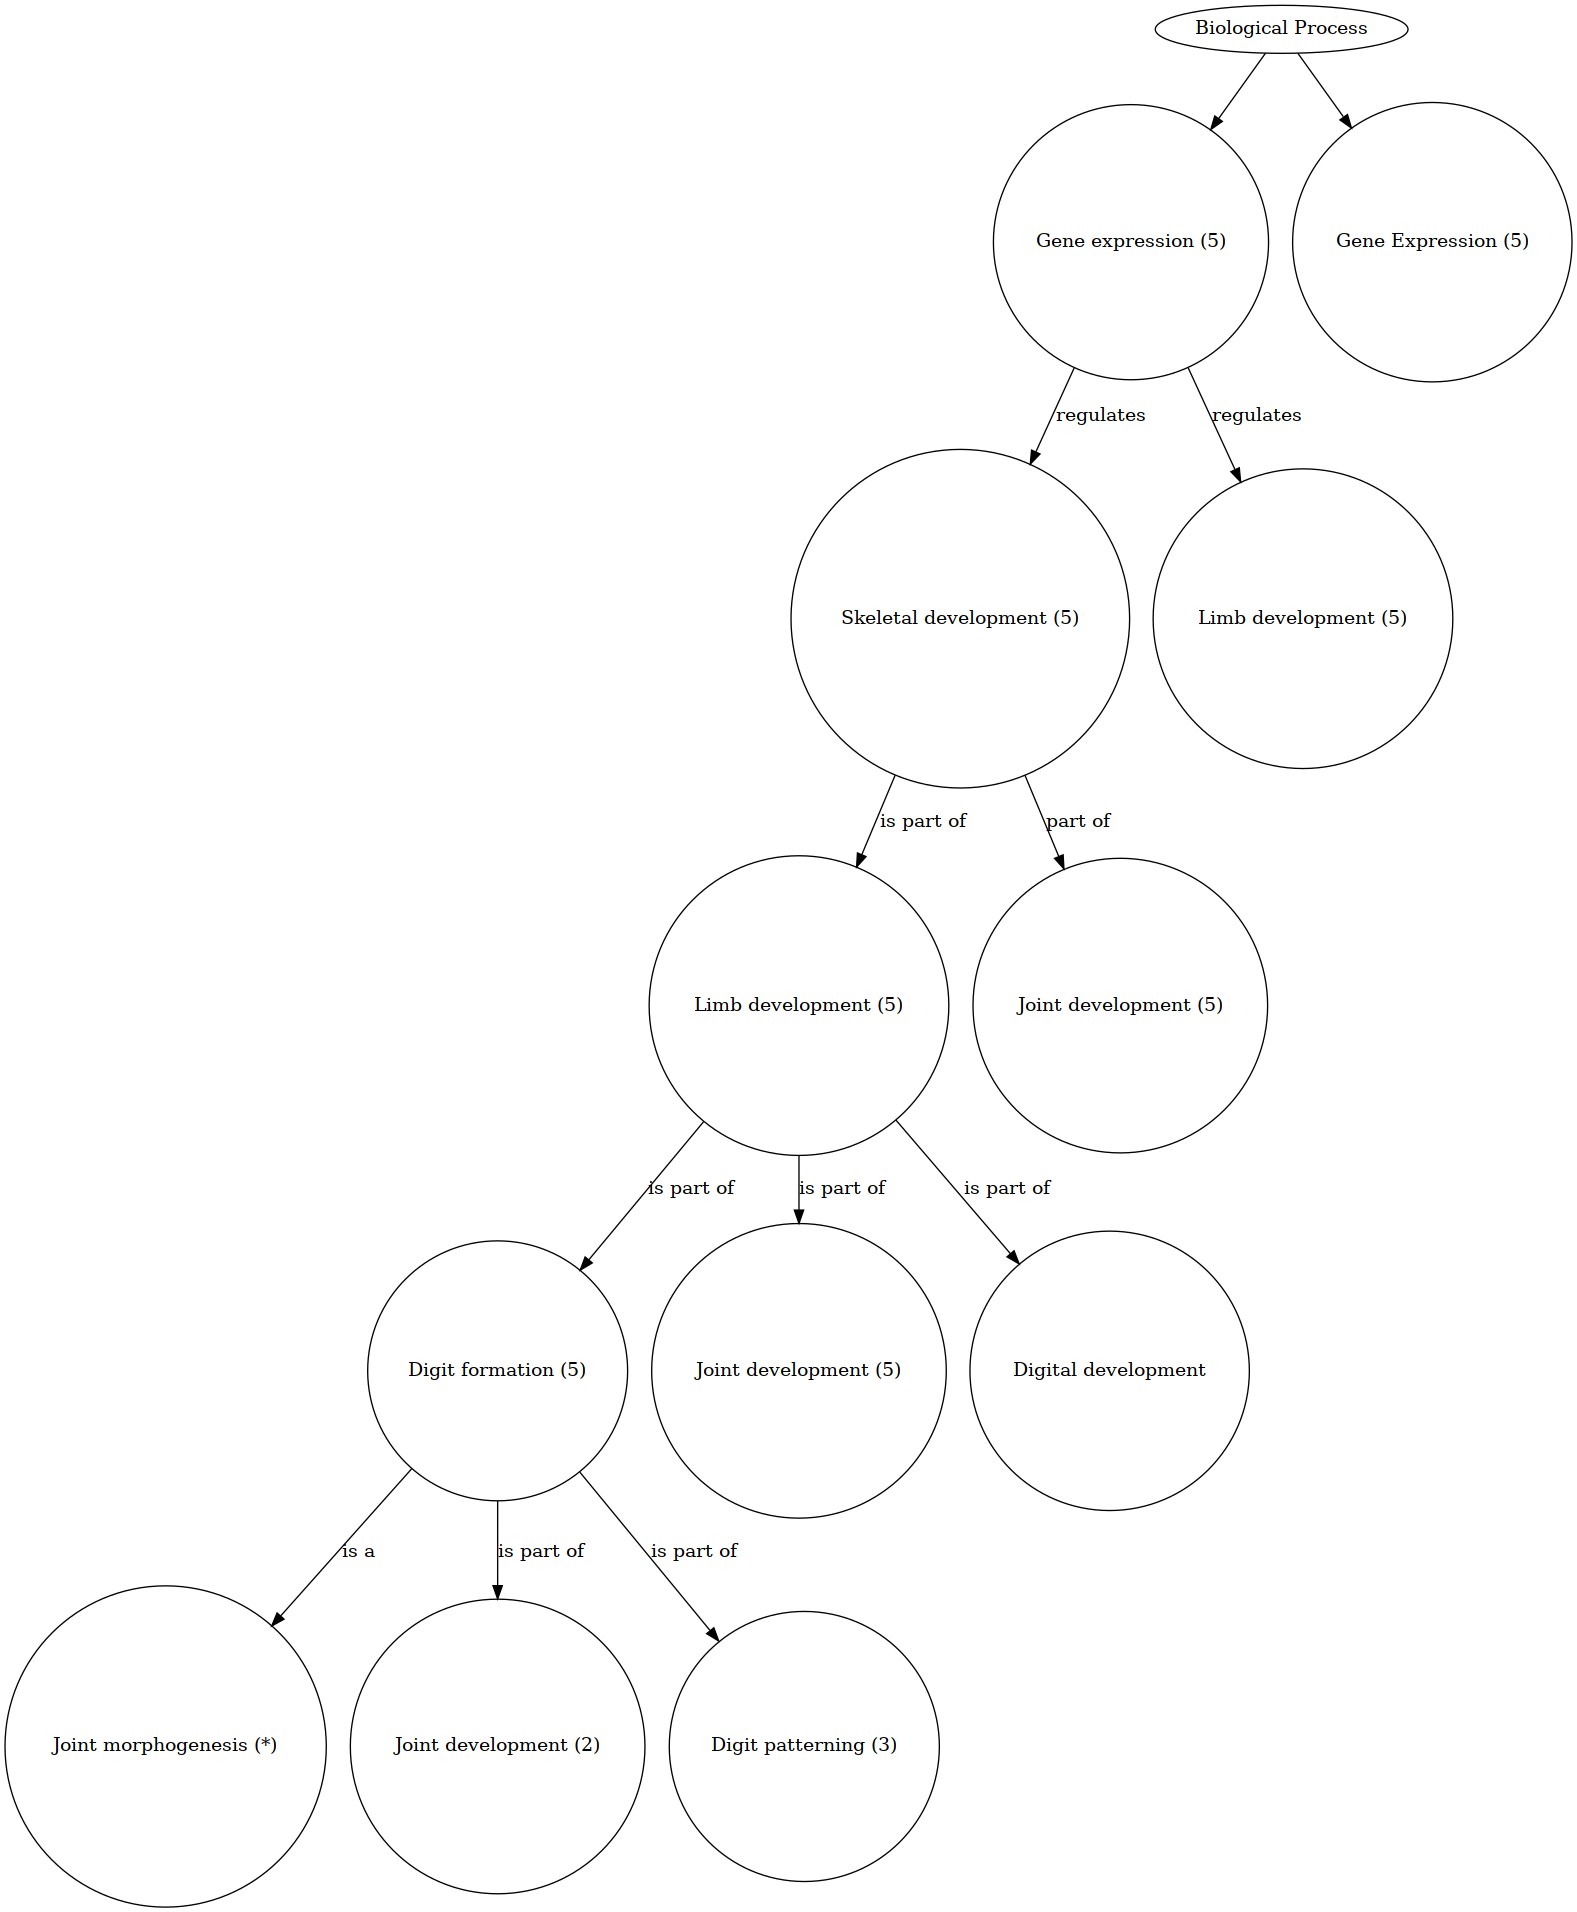 Biological Process
Gene expression (5)
Gene Expression (5)
regulates
regulates
Skeletal development (5)
Limb development (5)
is part of
part of
Limb development (5)
Joint development (5)
is part of
is part of
is part of
Digit formation (5)
Joint development (5)
Digital development
is a
is part of
is part of
Joint morphogenesis (*)
Joint development (2)
Digit patterning (3)